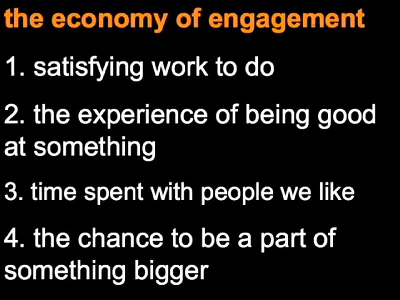 the economy of engagement
1. satisfying work to do
2. the experience of being good
at something
3. time spent with people we like
4. the chance to be a part of
something bigger